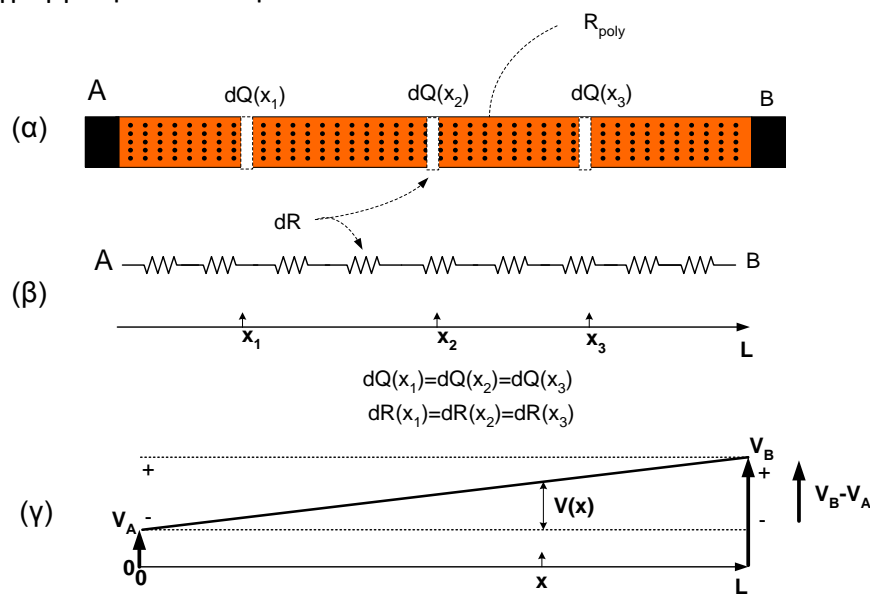 R_poly
A dQ(x₁) dQ(x₂) dQ(x₃) B
(α)
dR
A B
(β)
x₁ x₂ x₃ L
dQ(x₁)=dQ(x₂)=dQ(x₃)
dR(x₁)=dR(x₂)=dR(x₃)
V_B
+ +
(γ) V(x) V_B-V_A
V_A - -
0 0 x L